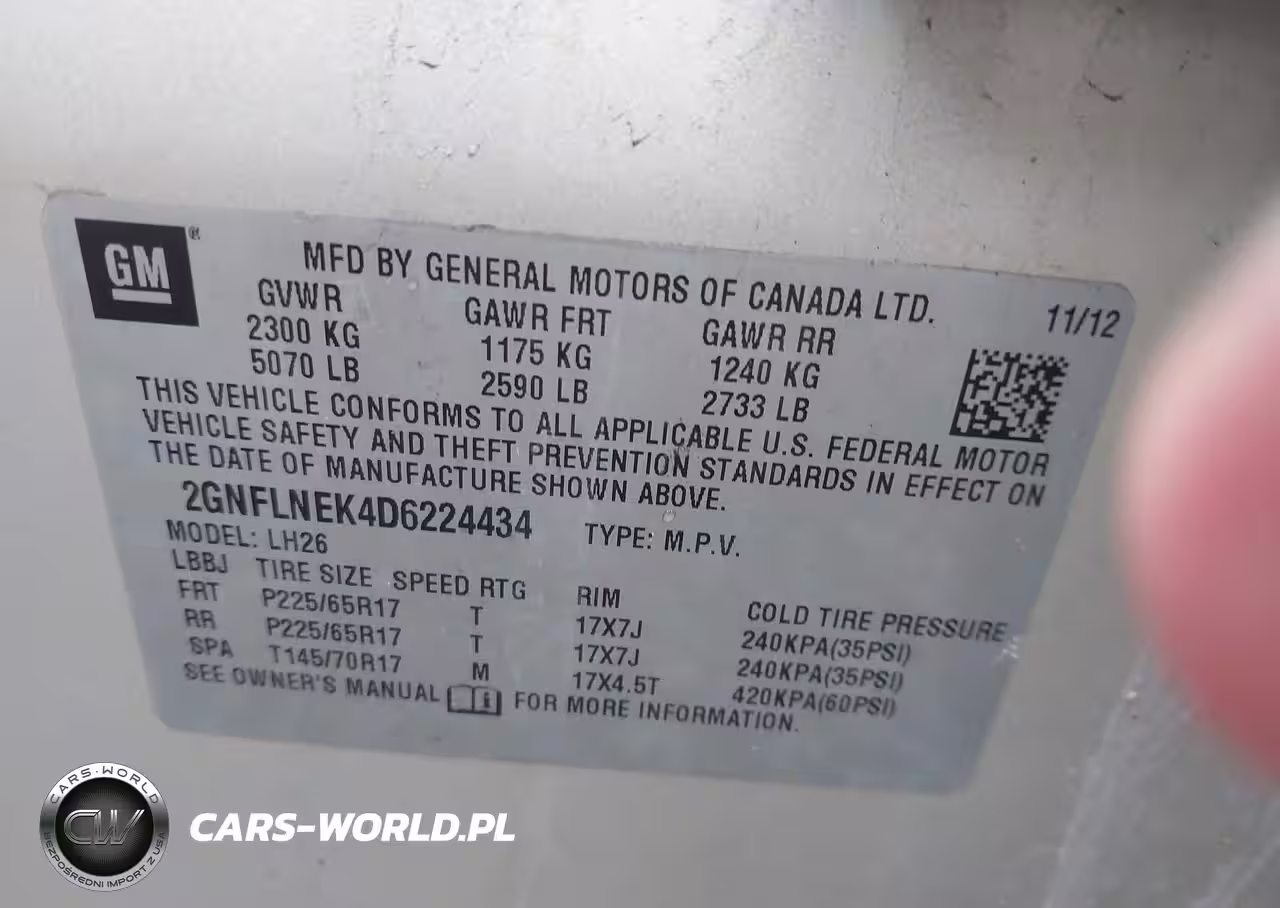 GM®
MFD BY GENERAL MOTORS OF CANADA LTD.
11/12
GVWR GAWR FRT GAWR RR
2300 KG 1175 KG 1240 KG
5070 LB 2590 LB 2733 LB
THIS VEHICLE CONFORMS TO ALL APPLICABLE U.S. FEDERAL MOTOR
VEHICLE SAFETY AND THEFT PREVENTION STANDARDS IN EFFECT ON
THE DATE OF MANUFACTURE SHOWN ABOVE.
2GNFLNEK4D6224434 TYPE: M.P.V.
MODEL: LH26
LBBJ TIRE SIZE SPEED RTG RIM COLD TIRE PRESSURE
FRT P225/65R17 T 17X7J 240KPA(35PSI)
RR P225/65R17 T 17X7J 240KPA(35PSI)
SPA T145/70R17 M 17X4.5T 420KPA(60PSI)
SEE OWNER'S MANUAL FOR MORE INFORMATION.
CARS-WORLD
CW
BEZPOŚREDNI IMPORT Z USA
CARS-WORLD.PL